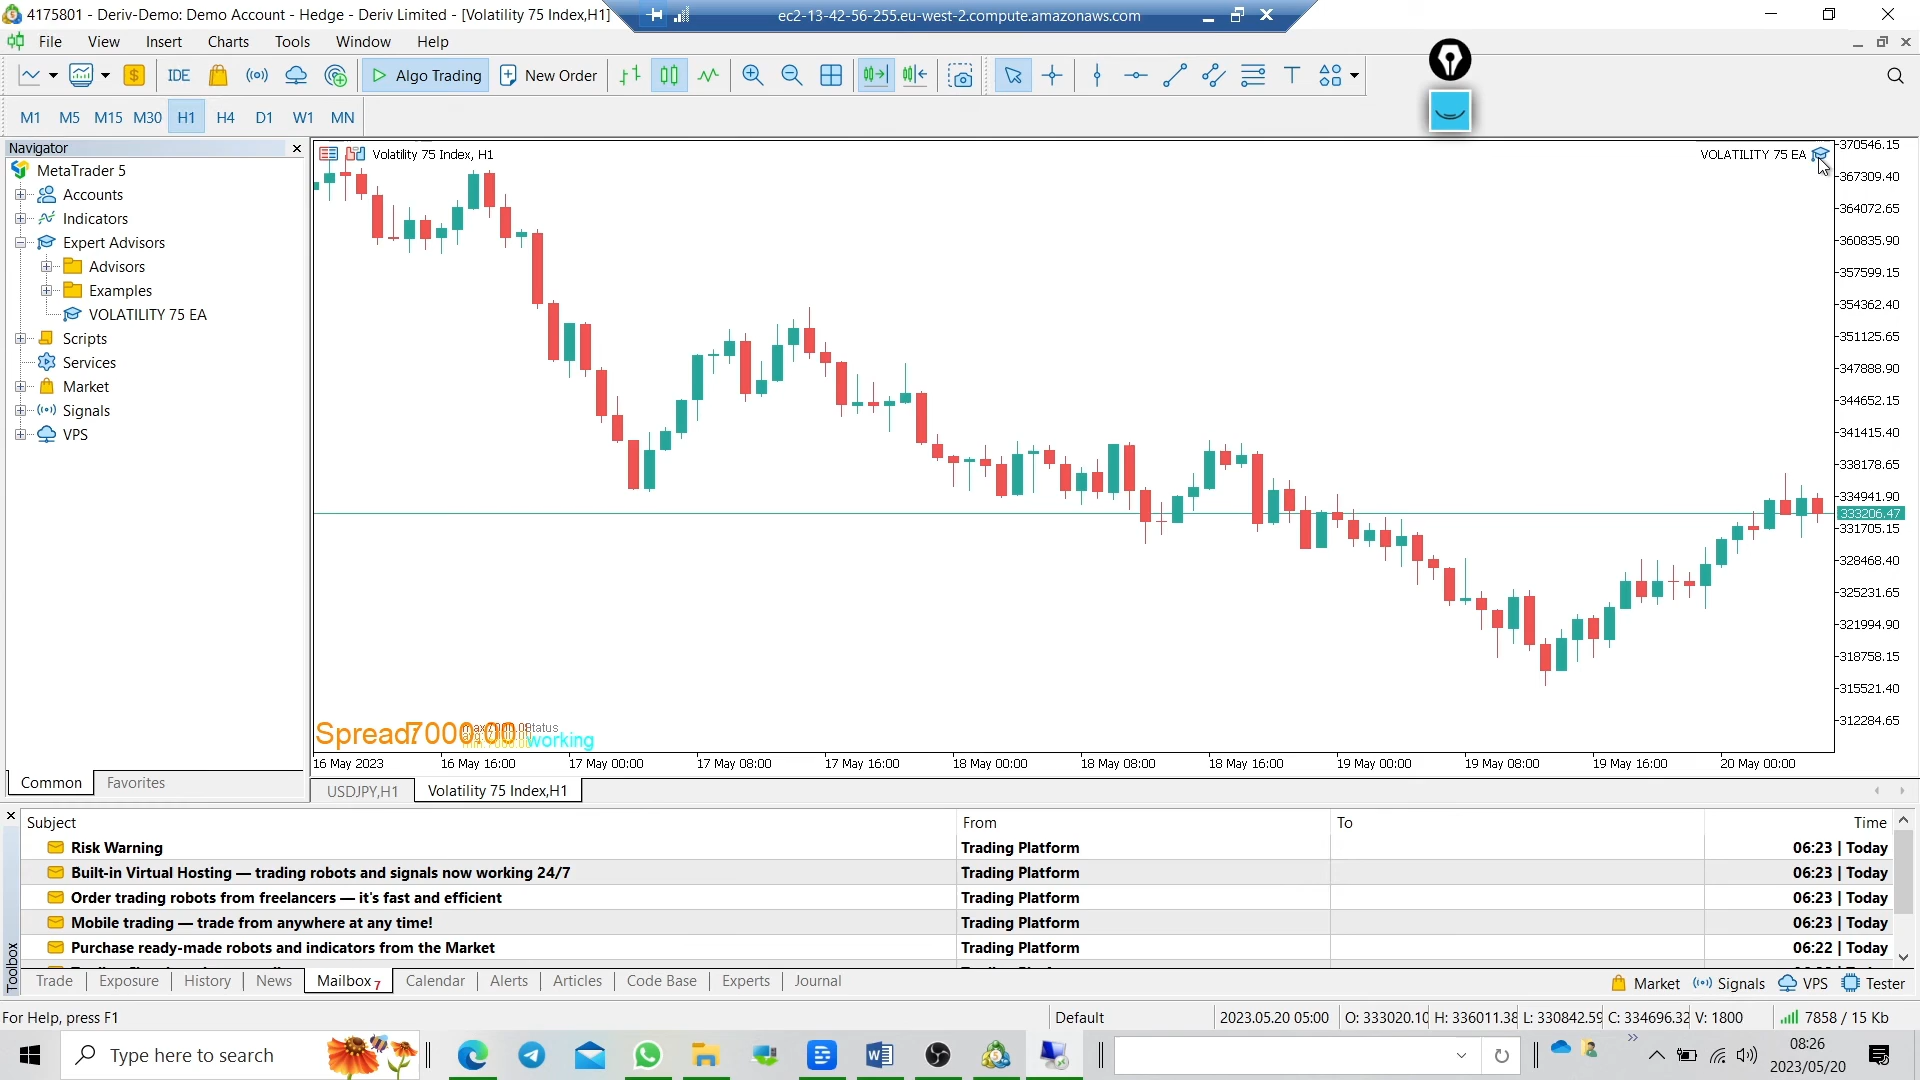 4175801 - Deriv-Demo: Demo Account - Hedge - Deriv Limited - [Volatility 75 Index,H1]
ec2-13-42-56-255.eu-west-2.compute.amazonaws.com
File View Insert Charts Tools Window Help
IDE Algo Trading New Order
M1 M5 M15 M30 H1 H4 D1 W1 MN
Navigator
MetaTrader 5
Accounts
Indicators
Expert Advisors
Advisors
Examples
VOLATILITY 75 EA
Scripts
Services
Market
Signals
VPS
Common Favorites
Volatility 75 Index, H1
VOLATILITY 75 EA
370546.15
367309.40
364072.65
360835.90
357599.15
354362.40
351125.65
347888.90
344652.15
341415.40
338178.65
334941.90
333206.47
331705.15
328468.40
325231.65
321994.90
318758.15
315521.40
312284.65
Spread:
7000.00
Status
working
16 May 2023 16 May 16:00 17 May 00:00 17 May 08:00 17 May 16:00 18 May 00:00 18 May 08:00 18 May 16:00 19 May 00:00 19 May 08:00 19 May 16:00 20 May 00:00
USDJPY,H1 Volatility 75 Index,H1
Toolbox
Subject From To Time
Risk Warning Trading Platform 06:23 | Today
Built-in Virtual Hosting — trading robots and signals now working 24/7 Trading Platform 06:23 | Today
Order trading robots from freelancers — it's fast and efficient Trading Platform 06:23 | Today
Mobile trading — trade from anywhere at any time! Trading Platform 06:23 | Today
Purchase ready-made robots and indicators from the Market Trading Platform 06:22 | Today
Trade Exposure History News Mailbox 7 Calendar Alerts Articles Code Base Experts Journal
Market Signals VPS Tester
For Help, press F1 Default 2023.05.20 05:00 O: 333020.10 H: 336011.38 L: 330842.59 C: 334696.32 V: 1800 7858 / 15 Kb
Type here to search
08:26
2023/05/20